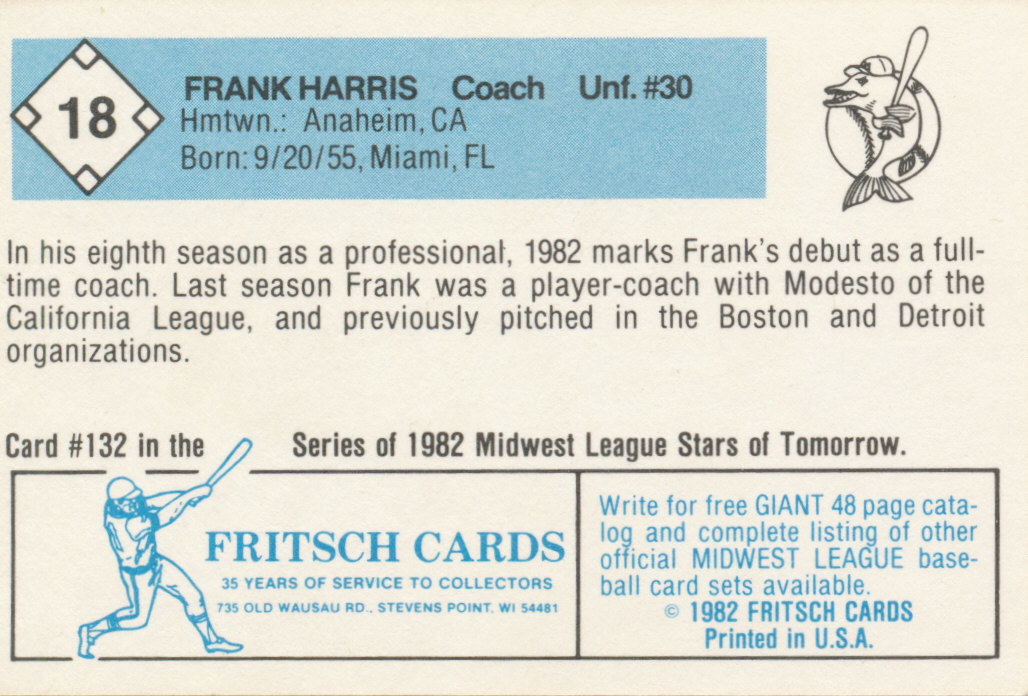 18
FRANK HARRIS Coach Unf. #30
Hmtwn.: Anaheim, CA
Born: 9/20/55, Miami, FL
In his eighth season as a professional, 1982 marks Frank's debut as a full-
time coach. Last season Frank was a player-coach with Modesto of the
California League, and previously pitched in the Boston and Detroit
organizations.
Card #132 in the Series of 1982 Midwest League Stars of Tomorrow.
FRITSCH CARDS
35 YEARS OF SERVICE TO COLLECTORS
735 OLD WAUSAU RD., STEVENS POINT, WI 54481
Write for free GIANT 48 page cata-
log and complete listing of other
official MIDWEST LEAGUE base-
ball card sets available.
© 1982 FRITSCH CARDS
Printed in U.S.A.